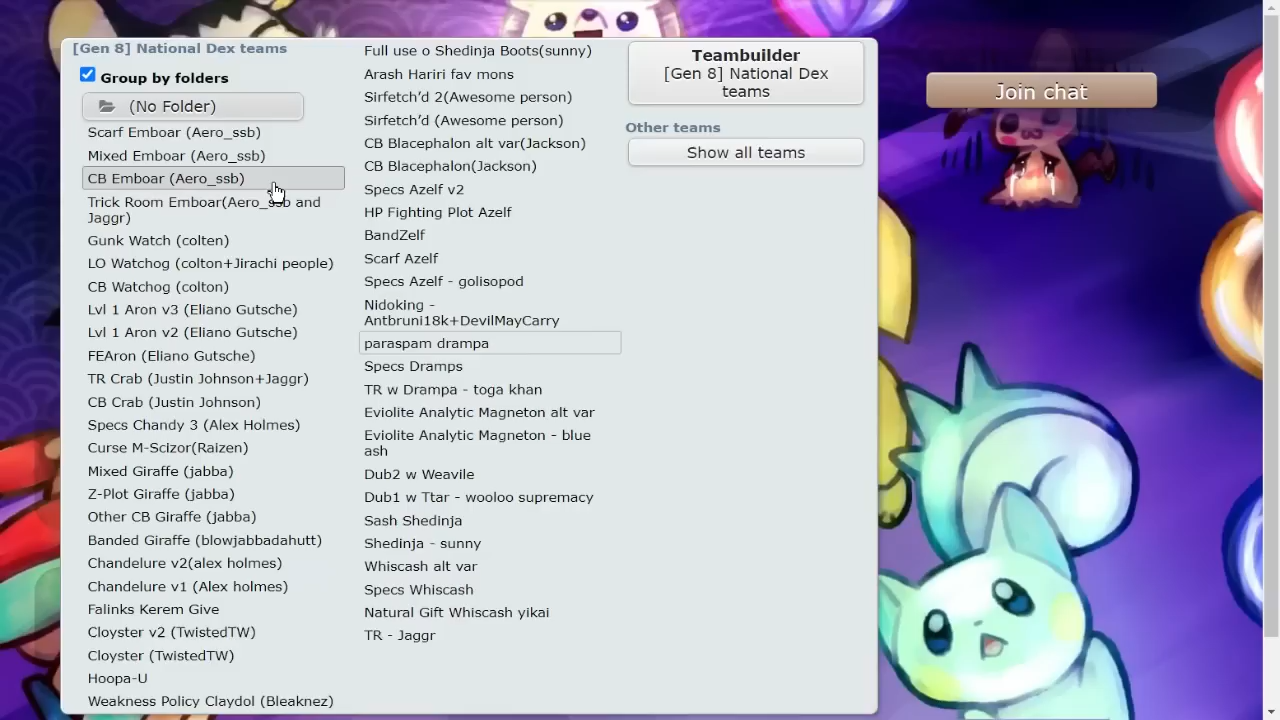 [Gen 8] National Dex teams
Group by folders
(No Folder)
Scarf Emboar (Aero_ssb)
Mixed Emboar (Aero_ssb)
CB Emboar (Aero_ssb)
Trick Room Emboar(Aero_ssb and
Jaggr)
Gunk Watch (colten)
LO Watchog (colton+Jirachi people)
CB Watchog (colton)
Lvl 1 Aron v3 (Eliano Gutsche)
Lvl 1 Aron v2 (Eliano Gutsche)
FEAron (Eliano Gutsche)
TR Crab (Justin Johnson+Jaggr)
CB Crab (Justin Johnson)
Specs Chandy 3 (Alex Holmes)
Curse M-Scizor(Raizen)
Mixed Giraffe (jabba)
Z-Plot Giraffe (jabba)
Other CB Giraffe (jabba)
Banded Giraffe (blowjabbadahutt)
Chandelure v2(alex holmes)
Chandelure v1 (Alex holmes)
Falinks Kerem Give
Cloyster v2 (TwistedTW)
Cloyster (TwistedTW)
Hoopa-U
Weakness Policy Claydol (Bleaknez)
Full use o Shedinja Boots(sunny)
Arash Hariri fav mons
Sirfetch'd 2(Awesome person)
Sirfetch'd (Awesome person)
CB Blacephalon alt var(Jackson)
CB Blacephalon(Jackson)
Specs Azelf v2
HP Fighting Plot Azelf
BandZelf
Scarf Azelf
Specs Azelf - golisopod
Nidoking -
Antbruni18k+DevilMayCarry
paraspam drampa
Specs Dramps
TR w Drampa - toga khan
Eviolite Analytic Magneton alt var
Eviolite Analytic Magneton - blue
ash
Dub2 w Weavile
Dub1 w Ttar - wooloo supremacy
Sash Shedinja
Shedinja - sunny
Whiscash alt var
Specs Whiscash
Natural Gift Whiscash yikai
TR - Jaggr
Teambuilder
[Gen 8] National Dex
teams
Other teams
Show all teams
Join chat